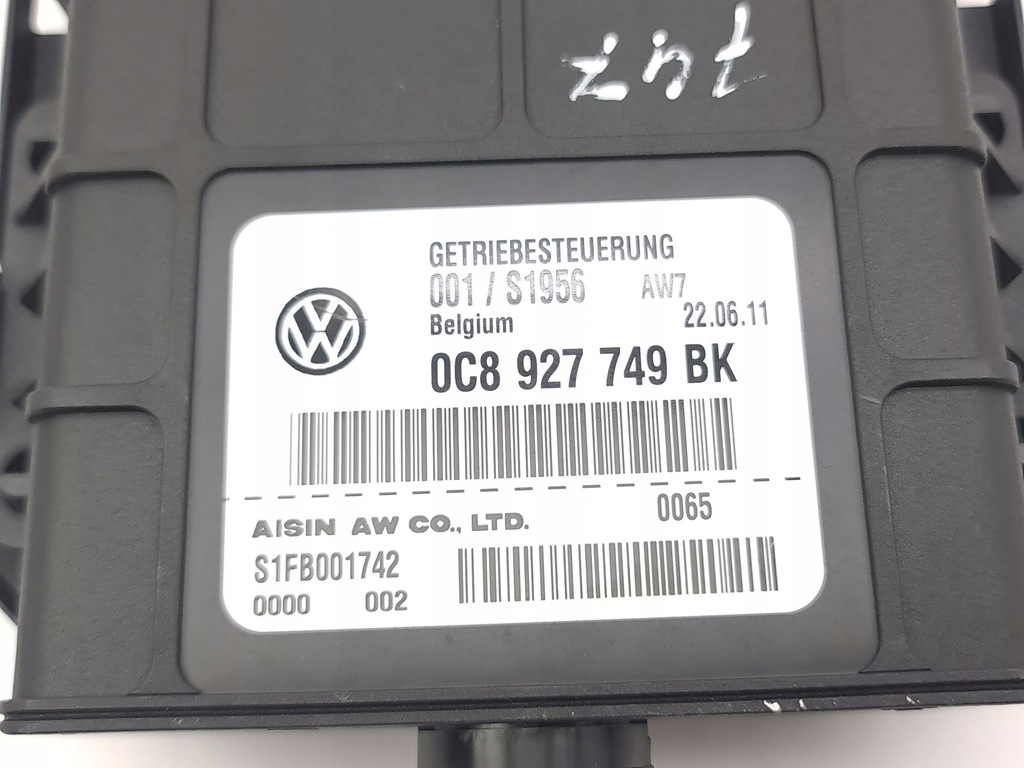 GETRIEBESTEUERUNG
001 / S1956 AW7
Belgium 22.06.11
0C8 927 749 BK
0065
AISIN AW CO., LTD.
S1FB001742
0000 002